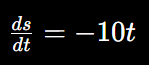 ds/dt = −10t